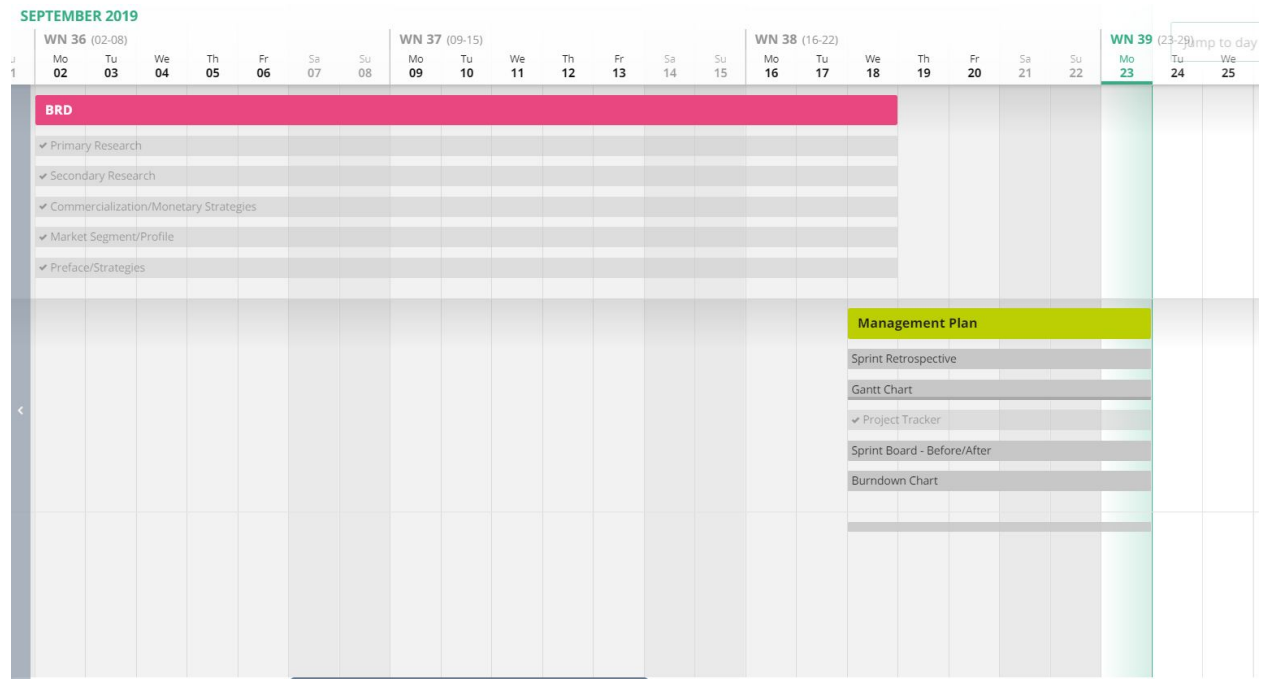 SEPTEMBER 2019
WN 36 (02-08) WN 37 (09-15) WN 38 (16-22) WN 39 (23-29) Jump to day
u Mo Tu We Th Fr Sa Su Mo Tu We Th Fr Sa Su Mo Tu We Th Fr Sa Su Mo Tu We
1 02 03 04 05 06 07 08 09 10 11 12 13 14 15 16 17 18 19 20 21 22 23 24 25
BRD
Primary Research
Secondary Research
Commercialization/Monetary Strategies
Market Segment/Profile
Preface/Strategies
Management Plan
Sprint Retrospective
Gantt Chart
Project Tracker
Sprint Board - Before/After
Burndown Chart